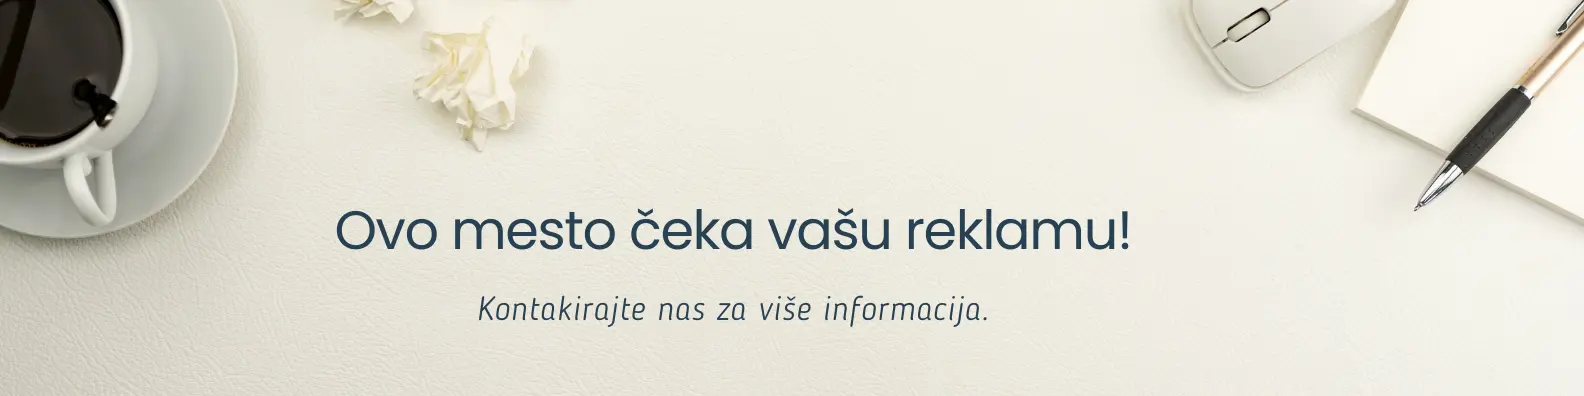 Ovo mesto čeka vašu reklamu!
Kontakirajte nas za više informacija.